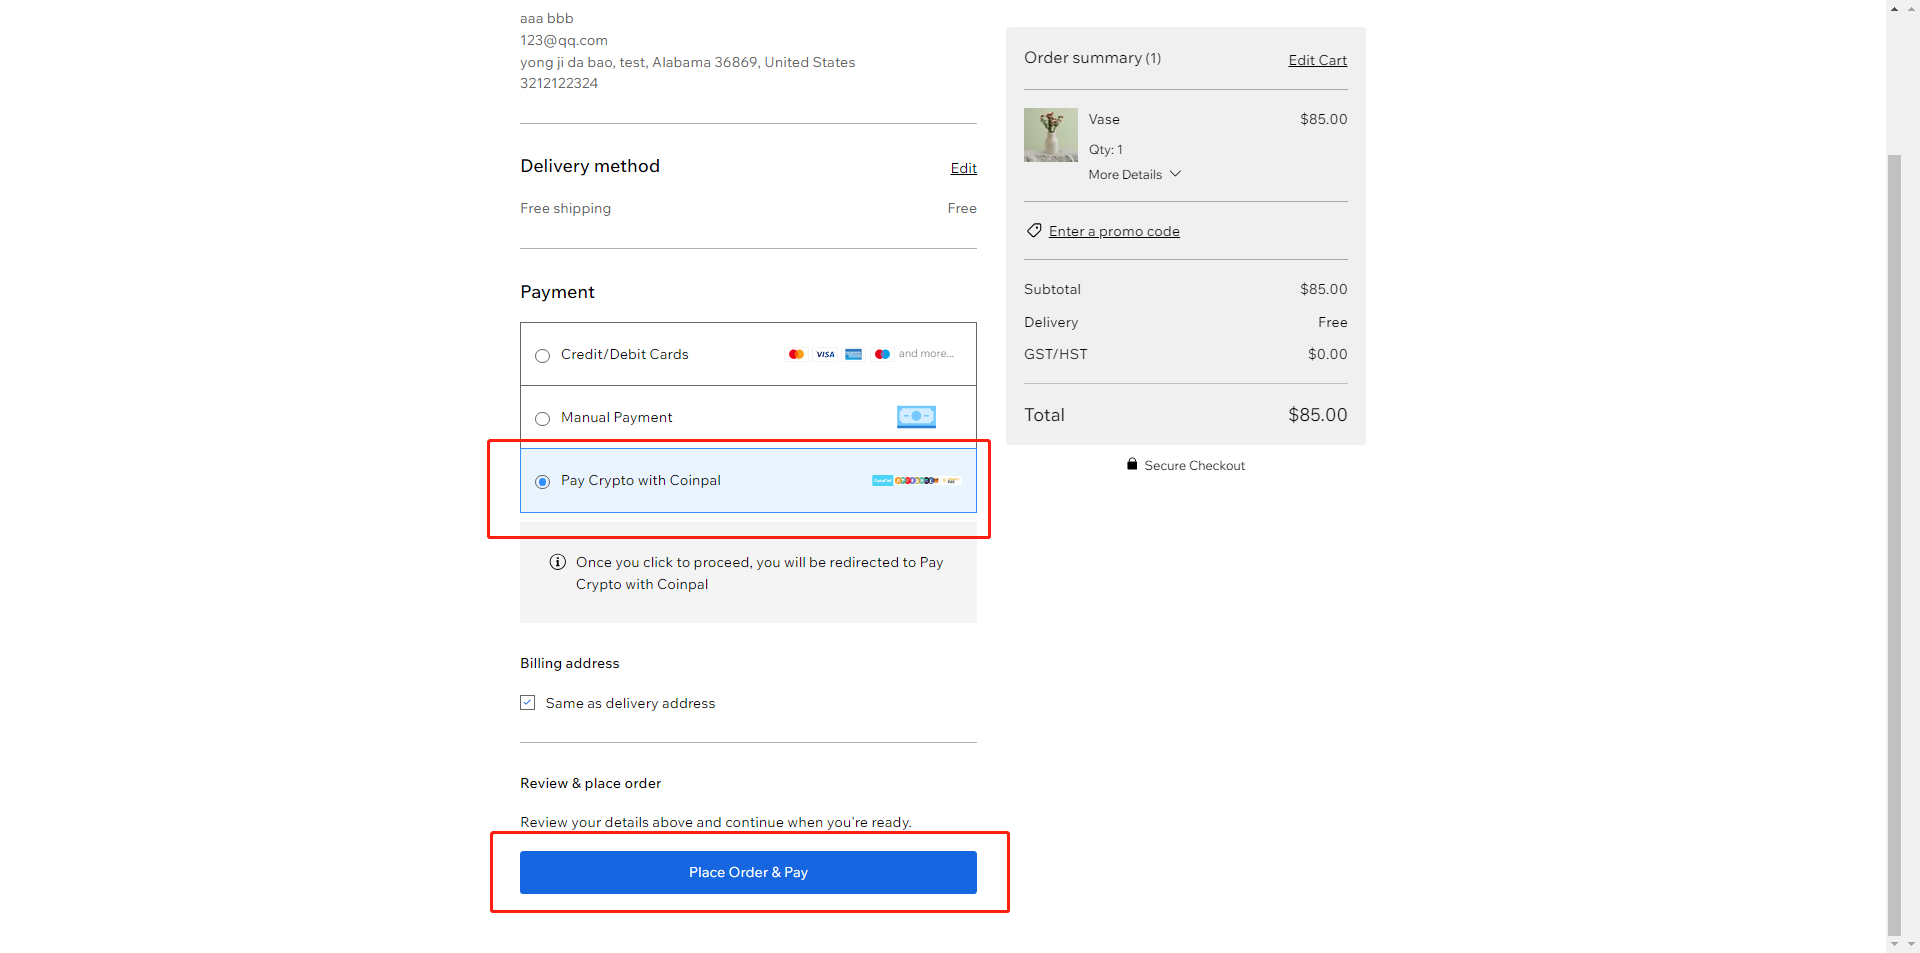 aaa bbb
123@qq.com
yong ji da bao, test, Alabama 36869, United States
3212122324
Delivery method
Edit
Free shipping
Free
Payment
Credit/Debit Cards
VISA
and more...
Manual Payment
Pay Crypto with Coinpal
Once you click to proceed, you will be redirected to Pay
Crypto with Coinpal
Billing address
Same as delivery address
Review & place order
Review your details above and continue when you're ready.
Place Order & Pay
Order summary (1)
Edit Cart
Vase
$85.00
Qty: 1
More Details
Enter a promo code
Subtotal
$85.00
Delivery
Free
GST/HST
$0.00
Total
$85.00
Secure Checkout